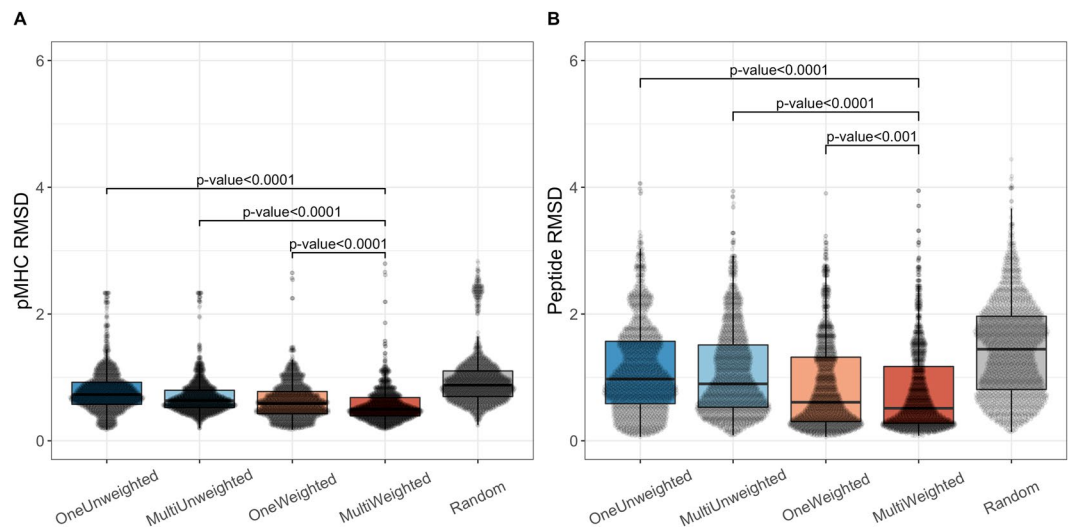 A
pMHC RMSD
6
4
2
0
p-value<0.0001
p-value<0.0001
p-value<0.0001
OneUnweighted
MultiUnweighted
OneWeighted
MultiWeighted
Random
B
Peptide RMSD
6
4
2
0
p-value<0.0001
p-value<0.0001
p-value<0.001
OneUnweighted
MultiUnweighted
OneWeighted
MultiWeighted
Random